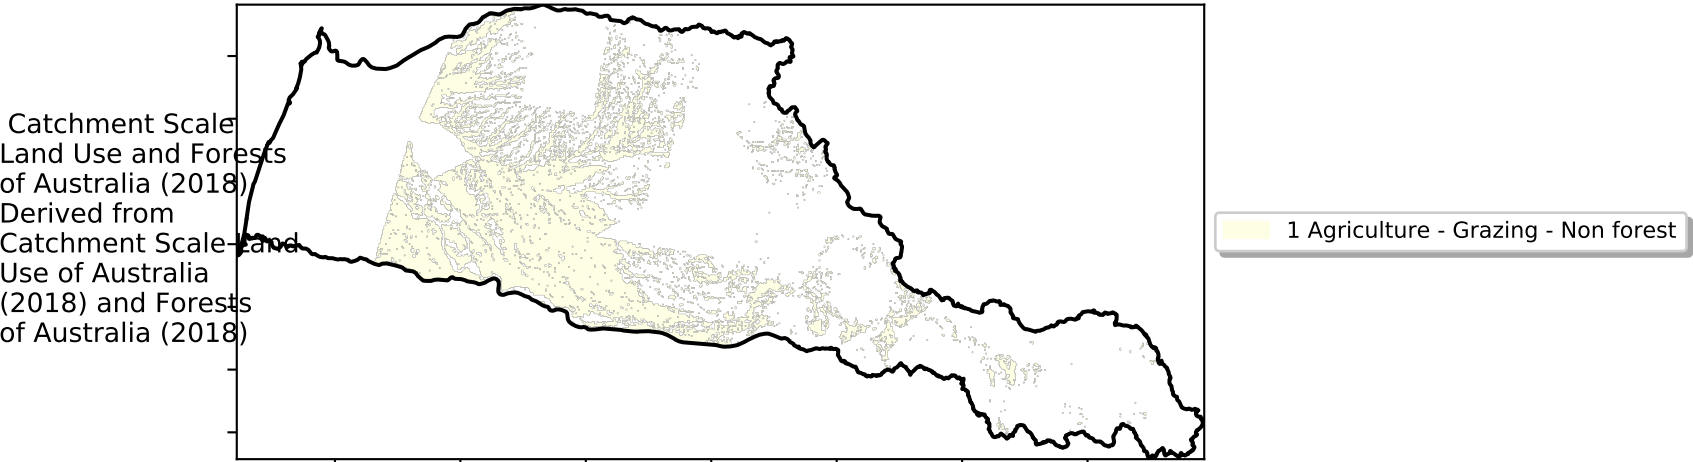 Catchment Scale
Land Use and Forests
of Australia (2018)
Derived from
Catchment Scale Land
Use of Australia
(2018) and Forests
of Australia (2018)
1 Agriculture - Grazing - Non forest